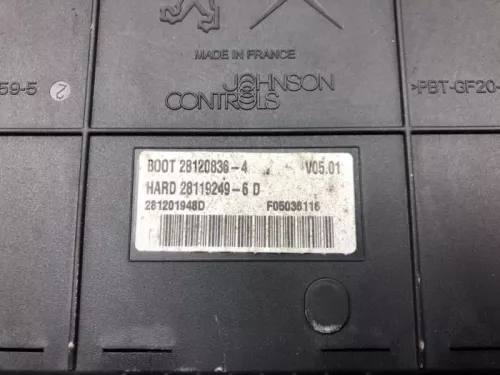 MADE IN FRANCE
JOHNSON
CONTROLS
59-5 2
>PBT-GF20-
BOOT 28120836-4 V05.01
HARD 28119249-6 D
281201948D F05036116